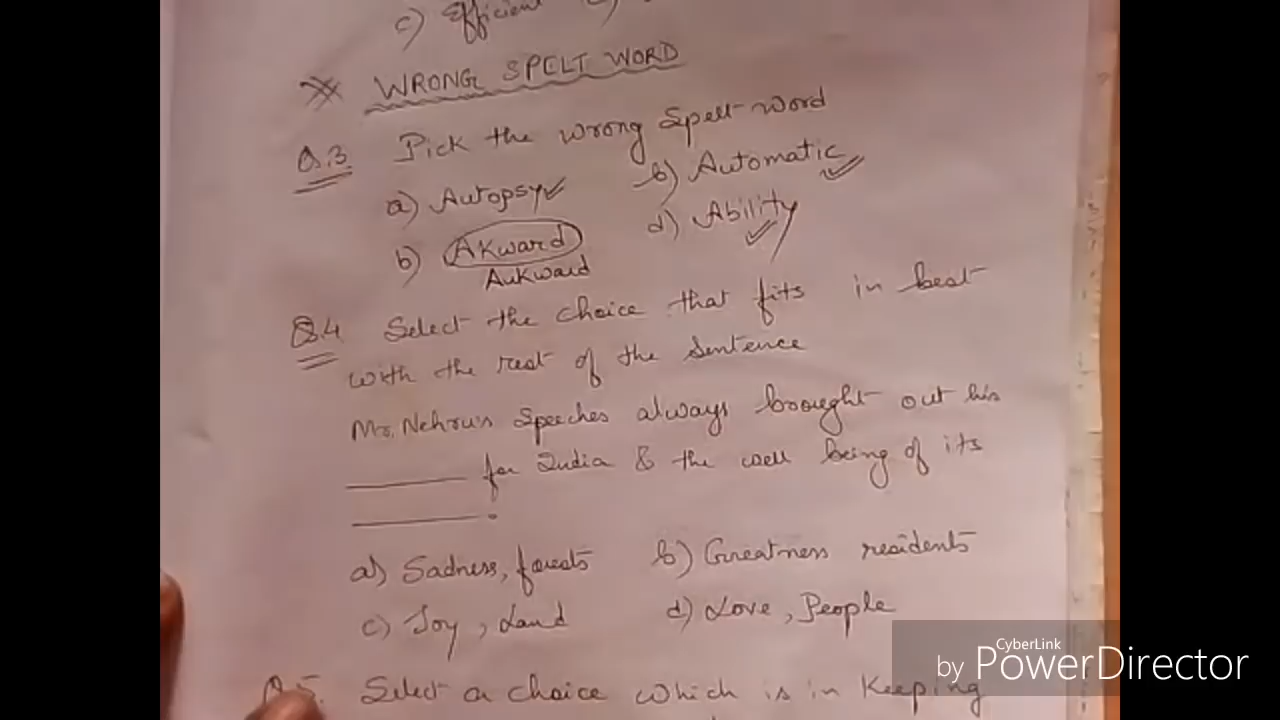 c) Efficient
WRONG SPELT WORD
Q.3 Pick the wrong Spelt word
a) Autopsy b) Automatic
b) Akward d) Ability
Aukward
Q.4 Select the choice that fits in best
with the rest of the sentence
Mr. Nehru's Speeches always brought out his
________ for India & the well being of its
________.
a) Sadness, forests b) Greatness residents
c) Joy, Land d) Love, People
Q.5 Select a choice which is in Keeping
CyberLink
by PowerDirector